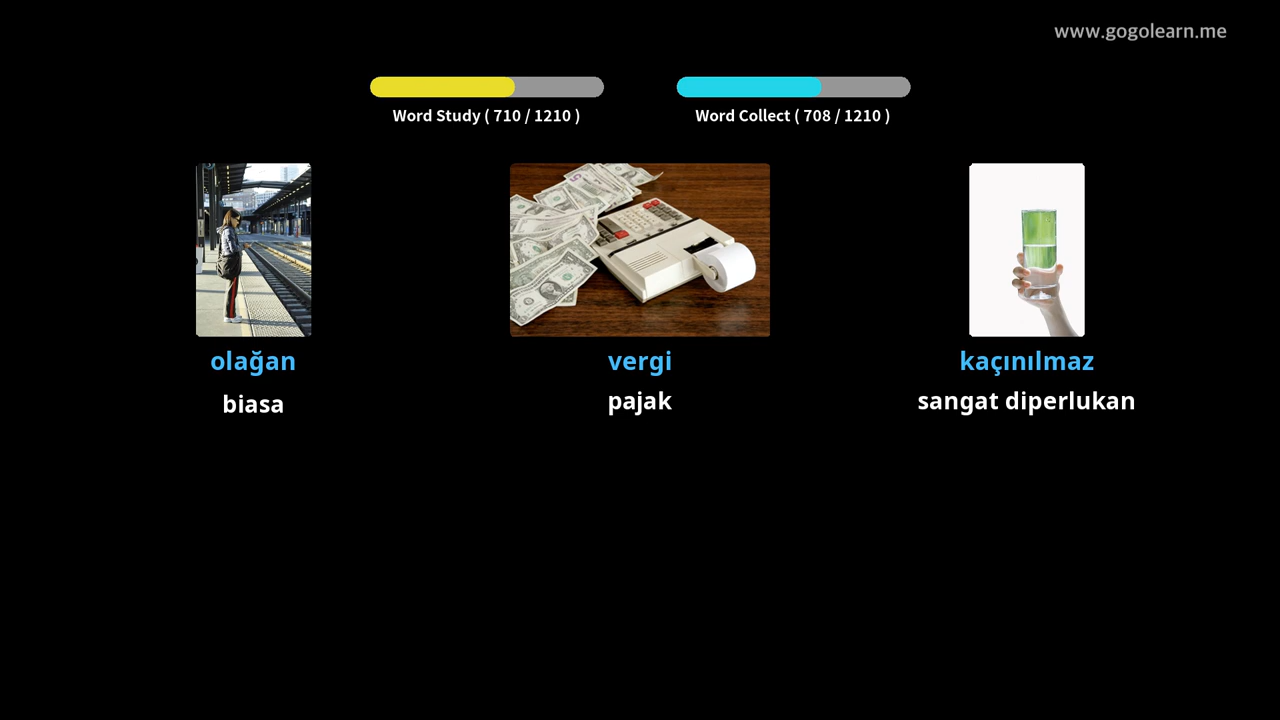 www.gogolearn.me
Word Study ( 710 / 1210 )
Word Collect ( 708 / 1210 )
olağan
vergi
kaçınılmaz
biasa
pajak
sangat diperlukan